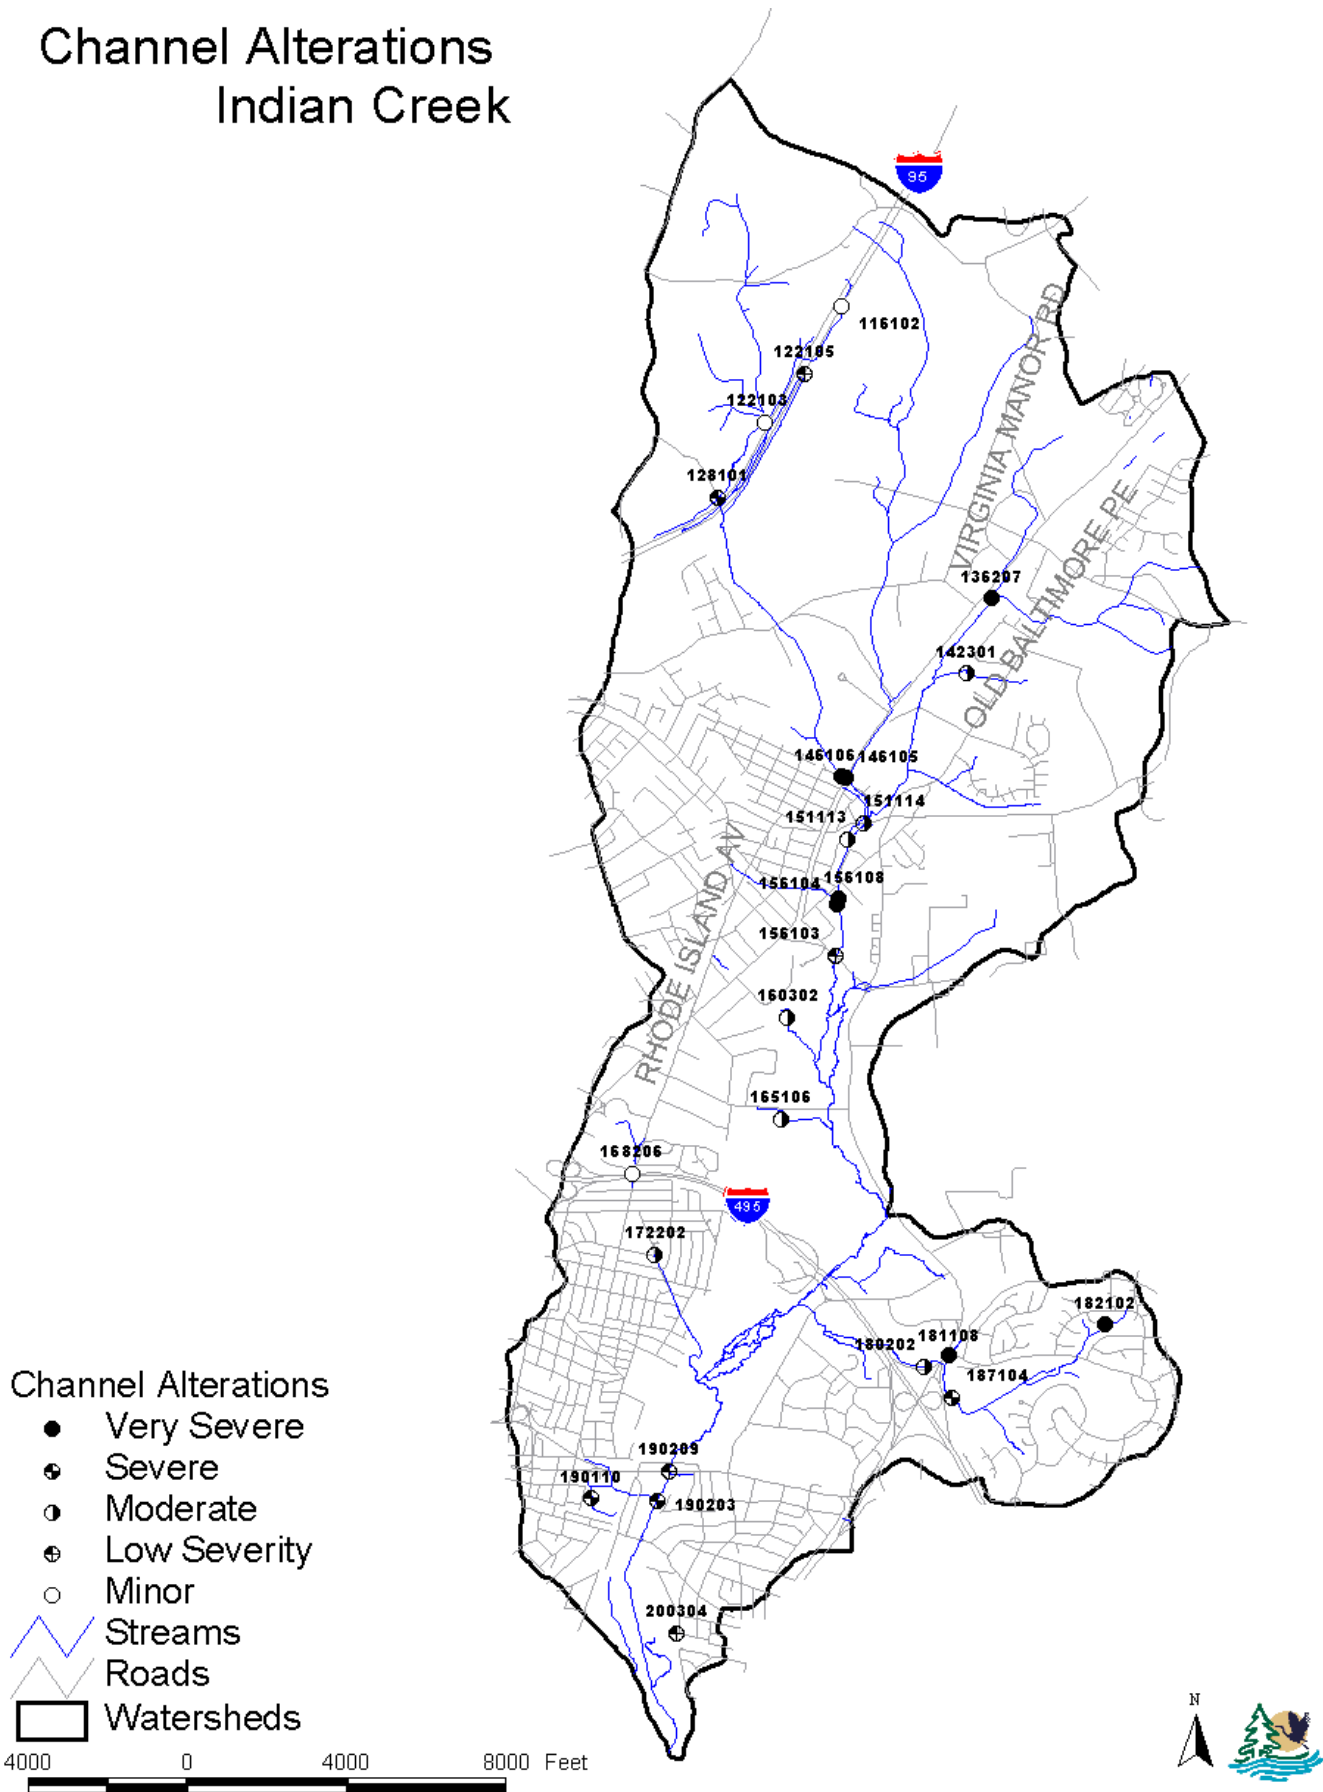 Channel Alterations
Indian Creek
95
116102
122105
122103
128101
VIRGINIA MANOR RD
OLD BALTIMORE PE
136207
142301
146106
146105
151114
151113
156104
156108
156103
RHODE ISLAND AV
160302
165106
168206
495
172202
182102
181108
180202
187104
190209
190110
190203
200304
Channel Alterations
Very Severe
Severe
Moderate
Low Severity
Minor
Streams
Roads
Watersheds
N
4000 0 4000 8000 Feet